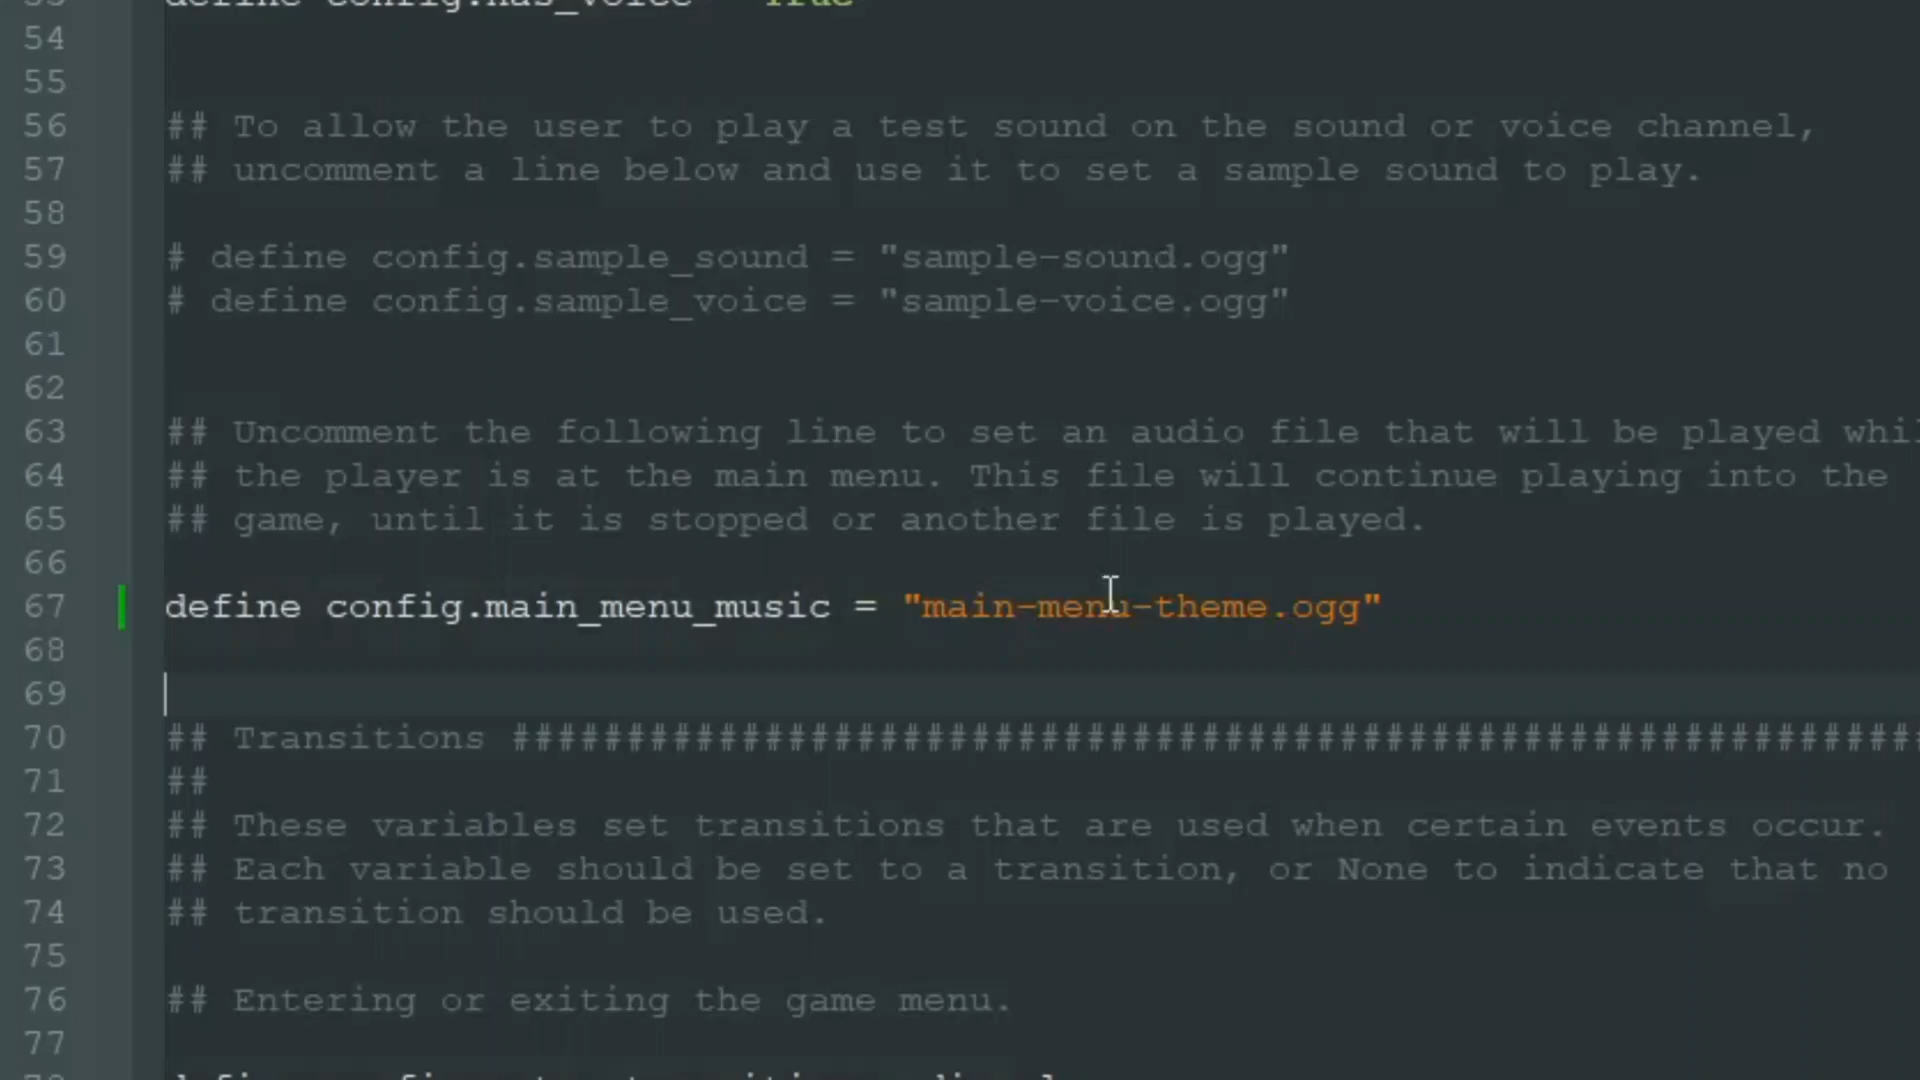 define config.has_voice = True
54
55
56 ## To allow the user to play a test sound on the sound or voice channel,
57 ## uncomment a line below and use it to set a sample sound to play.
58
59 # define config.sample_sound = "sample-sound.ogg"
60 # define config.sample_voice = "sample-voice.ogg"
61
62
63 ## Uncomment the following line to set an audio file that will be played whil
64 ## the player is at the main menu. This file will continue playing into the
65 ## game, until it is stopped or another file is played.
66
67 define config.main_menu_music = "main-menu-theme.ogg"
68
69
70 ## Transitions #############################################################
71 ##
72 ## These variables set transitions that are used when certain events occur.
73 ## Each variable should be set to a transition, or None to indicate that no
74 ## transition should be used.
75
76 ## Entering or exiting the game menu.
77